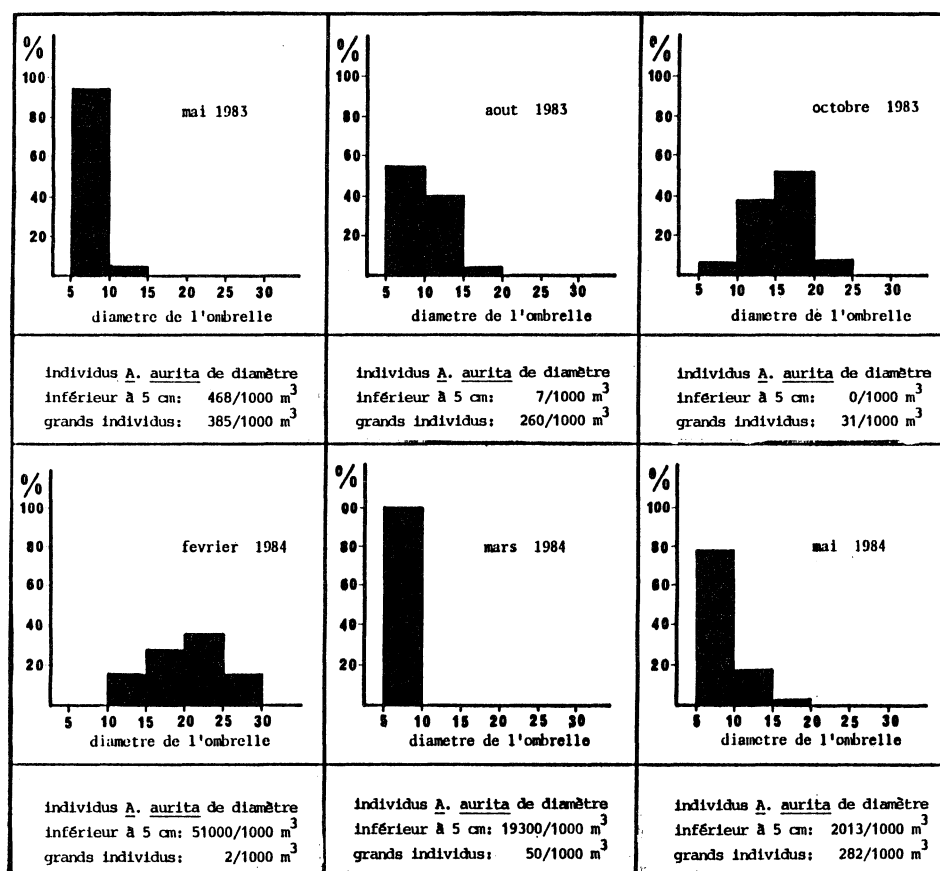 %
100
80
60
40
20
mai 1983
5 10 15 20 25 30
diametre de l'ombrelle
individus A. aurita de diamètre
inférieur à 5 cm: 468/1000 m³
grands individus: 385/1000 m³
%
100
80
60
40
20
aout 1983
5 10 15 20 25 30
diametre de l'ombrelle
individus A. aurita de diamètre
inférieur à 5 cm: 7/1000 m³
grands individus: 260/1000 m³
%
100
80
60
40
20
octobre 1983
5 10 15 20 25 30
diametre de l'ombrelle
individus A. aurita de diamètre
inférieur à 5 cm: 0/1000 m³
grands individus: 31/1000 m³
%
100
80
60
40
20
fevrier 1984
5 10 15 20 25 30
diametre de l'ombrelle
individus A. aurita de diamètre
inférieur à 5 cm: 51000/1000 m³
grands individus: 2/1000 m³
%
00
80
60
40
20
mars 1984
5 10 15 20 25 30
diametre de l'ombrelle
individus A. aurita de diamètre
inférieur à 5 cm: 19300/1000 m³
grands individus: 50/1000 m³
%
100
80
60
40
20
mai 1984
5 10 15 20 25 30
diametre de l'ombrelle
individus A. aurita de diamètre
inférieur à 5 cm: 2013/1000 m³
grands individus: 282/1000 m³